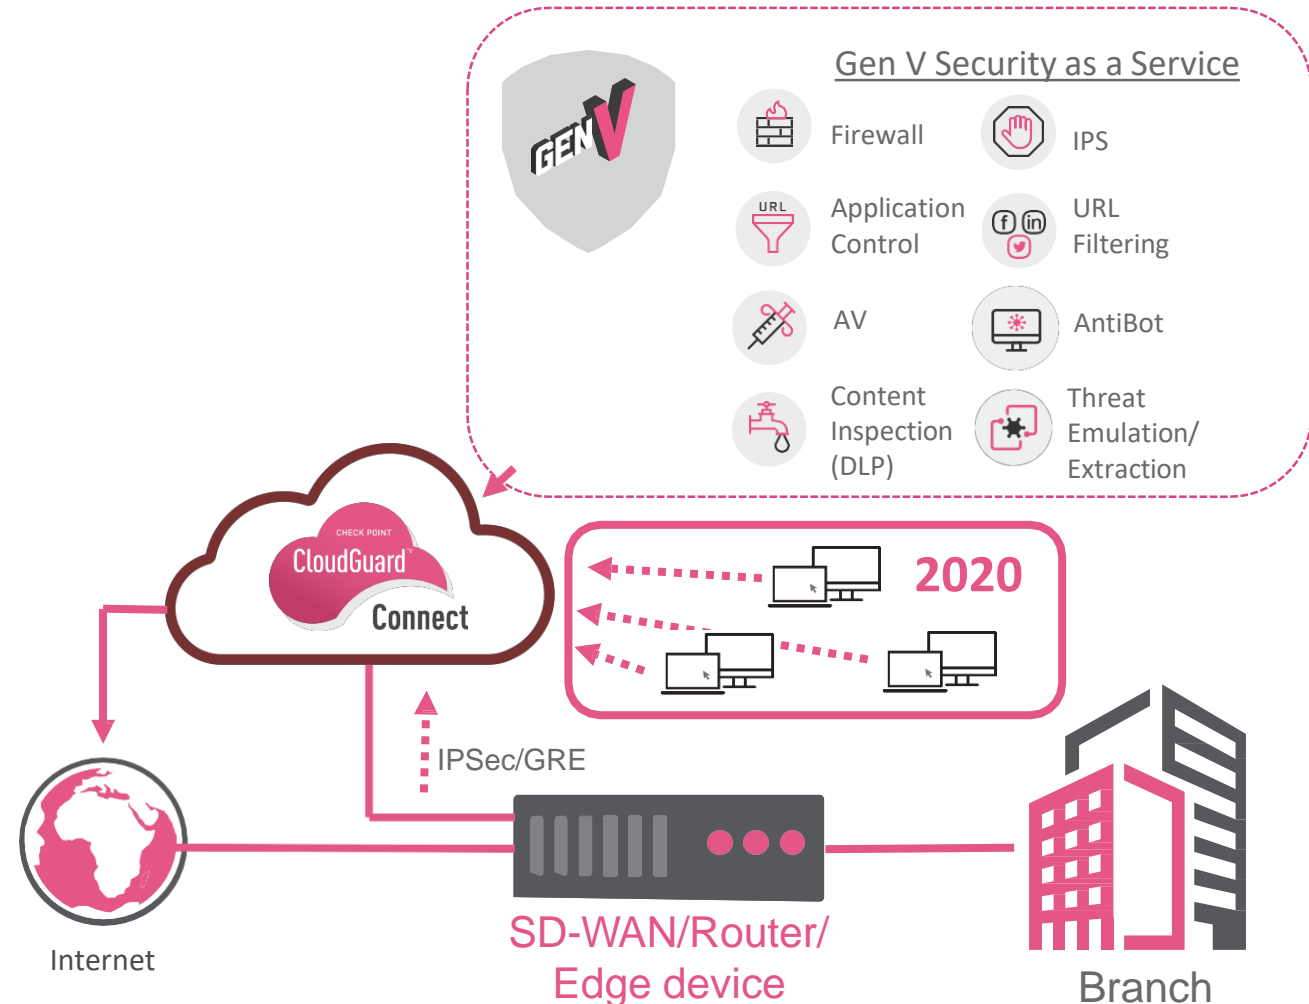 Gen V Security as a Service
GEN V
Firewall
IPS
URL
Application
Control
f in
URL
Filtering
AV
AntiBot
Content
Inspection
(DLP)
Threat
Emulation/
Extraction
CHECK POINT
CloudGuard
Connect
2020
IPSec/GRE
Internet
SD-WAN/Router/
Edge device
Branch